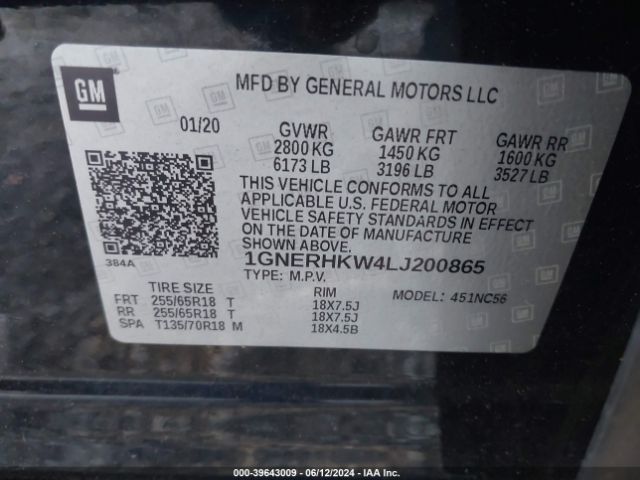 GM
MFD BY GENERAL MOTORS LLC
01/20 GVWR GAWR FRT GAWR RR
2800 KG 1450 KG 1600 KG
6173 LB 3196 LB 3527 LB
THIS VEHICLE CONFORMS TO ALL
APPLICABLE U.S. FEDERAL MOTOR
VEHICLE SAFETY STANDARDS IN EFFECT
ON THE DATE OF MANUFACTURE
SHOWN ABOVE.
384A 1GNERHKW4LJ200865
TYPE: M.P.V. MODEL: 451NC56
TIRE SIZE RIM
FRT 255/65R18 T 18X7.5J
RR 255/65R18 T 18X7.5J
SPA T135/70R18 M 18X4.5B
000-39643009 - 06/12/2024 - IAA Inc.